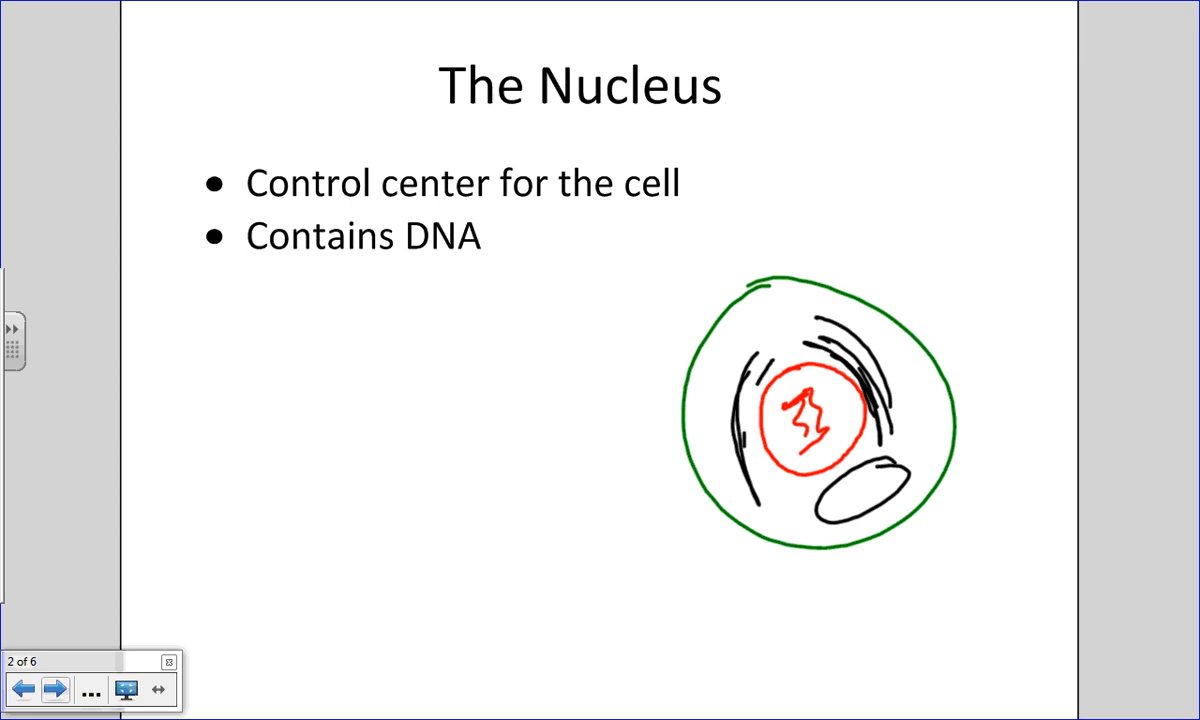 The Nucleus
● Control center for the cell
● Contains DNA
2 of 6
...